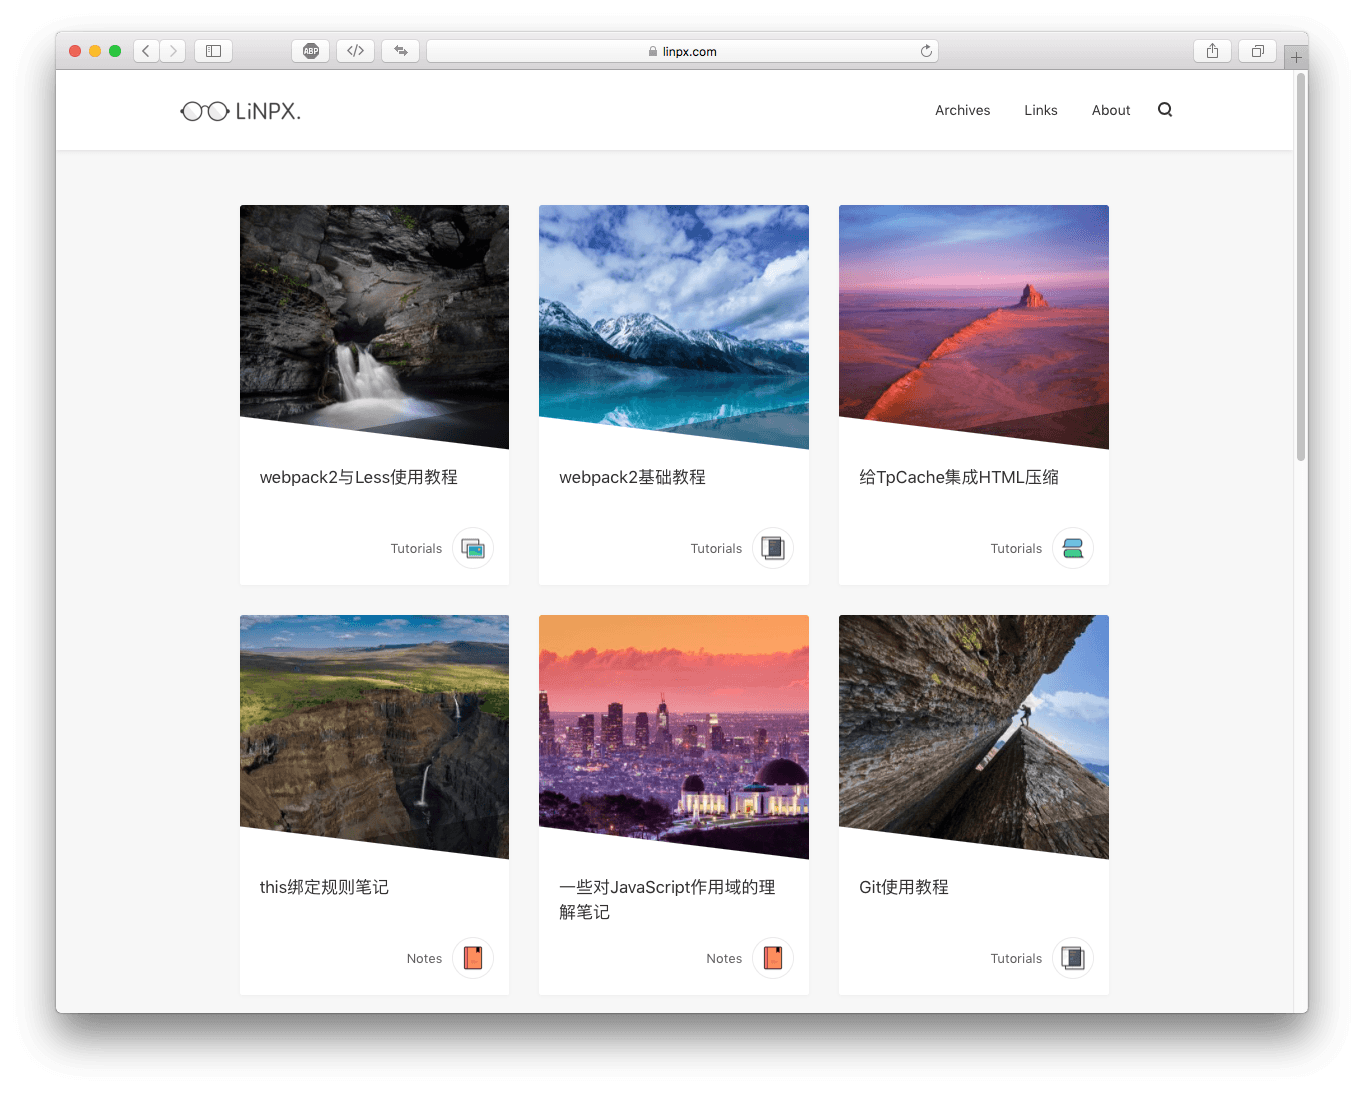 ABP
</>
linpx.com
LiNPX.
Archives
Links
About
webpack2与Less使用教程
webpack2基础教程
给TpCache集成HTML压缩
Tutorials
Tutorials
Tutorials
this绑定规则笔记
一些对JavaScript作用域的理
解笔记
Git使用教程
Notes
Notes
Tutorials